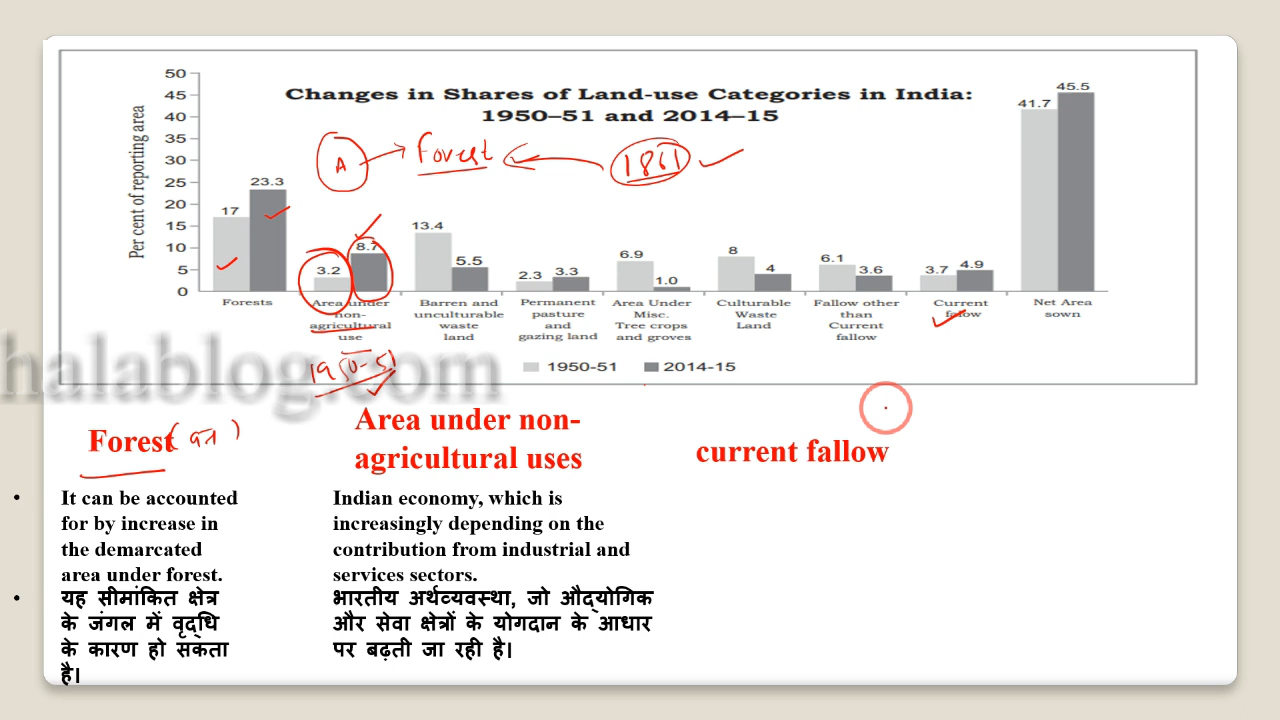 Changes in Shares of Land-use Categories in India:
1950–51 and 2014–15
Per cent of reporting area
50
45
40
35
30
25
20
15
10
5
0
17 23.3
3.2 8.7
13.4 5.5
2.3 3.3
6.9 1.0
8 4
6.1 3.6
3.7 4.9
41.7 45.5
A Forest 1861
Forests
Area under
non-
agricultural
use
Barren and
unculturable
waste
land
Permanent
pasture
and
gazing land
Area Under
Misc.
Tree crops
and groves
Culturable
Waste
Land
Fallow other
than
Current
fallow
Current
falow
Net Area
sown
1950-51 2014-15
halablog.com
1950-51
Forest (वन)
It can be accounted
for by increase in
the demarcated
area under forest.
यह सीमांकित क्षेत्र
के जंगल में वृद्धि
के कारण हो सकता
है।
Area under non-
agricultural uses
Indian economy, which is
increasingly depending on the
contribution from industrial and
services sectors.
भारतीय अर्थव्यवस्था, जो औद्योगिक
और सेवा क्षेत्रों के योगदान के आधार
पर बढ़ती जा रही है।
current fallow